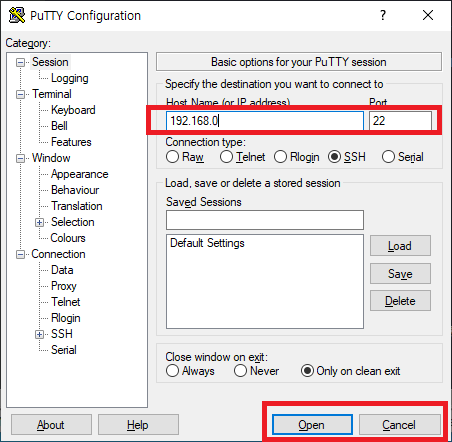 PuTTY Configuration
Category:
Session
Logging
Terminal
Keyboard
Bell
Features
Window
Appearance
Behaviour
Translation
Selection
Colours
Connection
Data
Proxy
Telnet
Rlogin
SSH
Serial
Basic options for your PuTTY session
Specify the destination you want to connect to
Host Name (or IP address) Port
192.168.0 22
Connection type:
Raw Telnet Rlogin SSH Serial
Load, save or delete a stored session
Saved Sessions
Default Settings
Load
Save
Delete
Close window on exit:
Always Never Only on clean exit
About Help Open Cancel